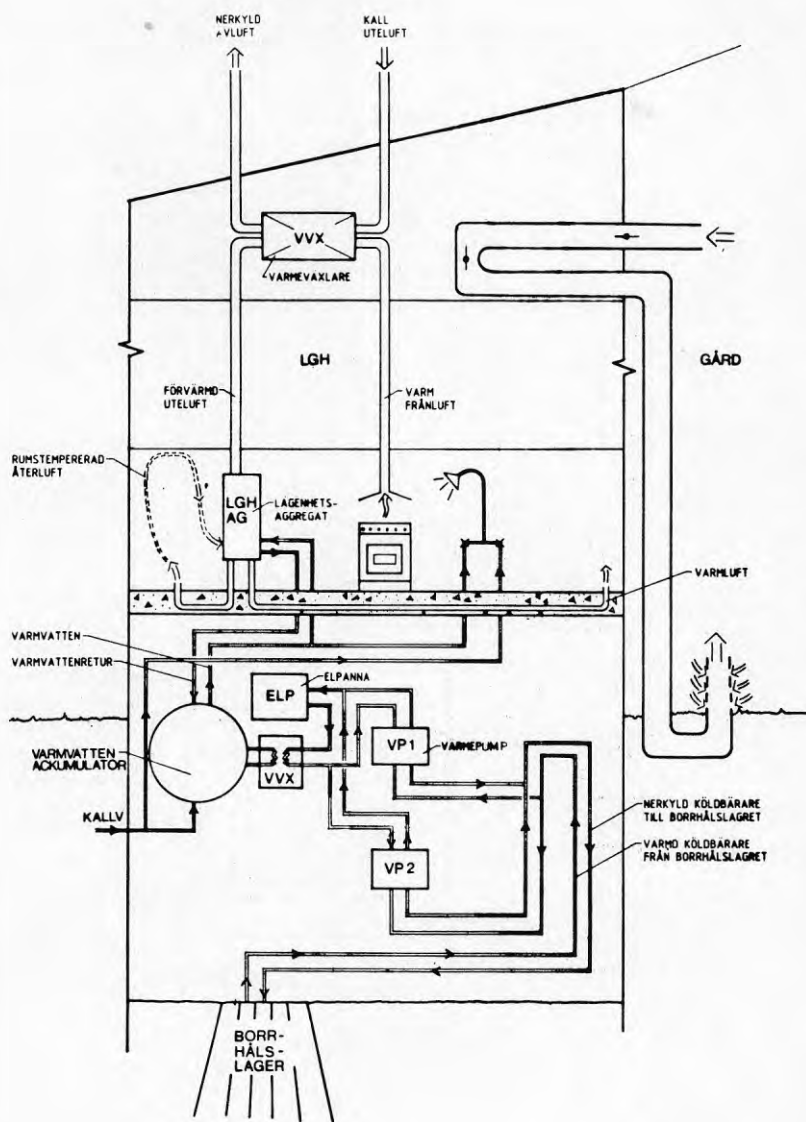 NERKYLD
AVLUFT
KALL
UTELUFT
VVX
VÄRMEVÄXLARE
LGH
GÅRD
FÖRVÄRMD
UTELUFT
VARM
FRÅNLUFT
RUMSTEMPERERAD
ÅTERLUFT
LGH
AG
LÄGENHETS-
AGGREGAT
VARMLUFT
VARMVATTEN
VARMVATTENRETUR
ELPANNA
ELP
VP1
VÄRMEPUMP
VARMVATTEN
ACKUMULATOR
VVX
KALLV
NERKYLD KÖLDBÄRARE
TILL BORRHÅLSLAGRET
VP2
VÄRMD KÖLDBÄRARE
FRÅN BORRHÅLSLAGRET
BORR-
HÅLS-
LAGER